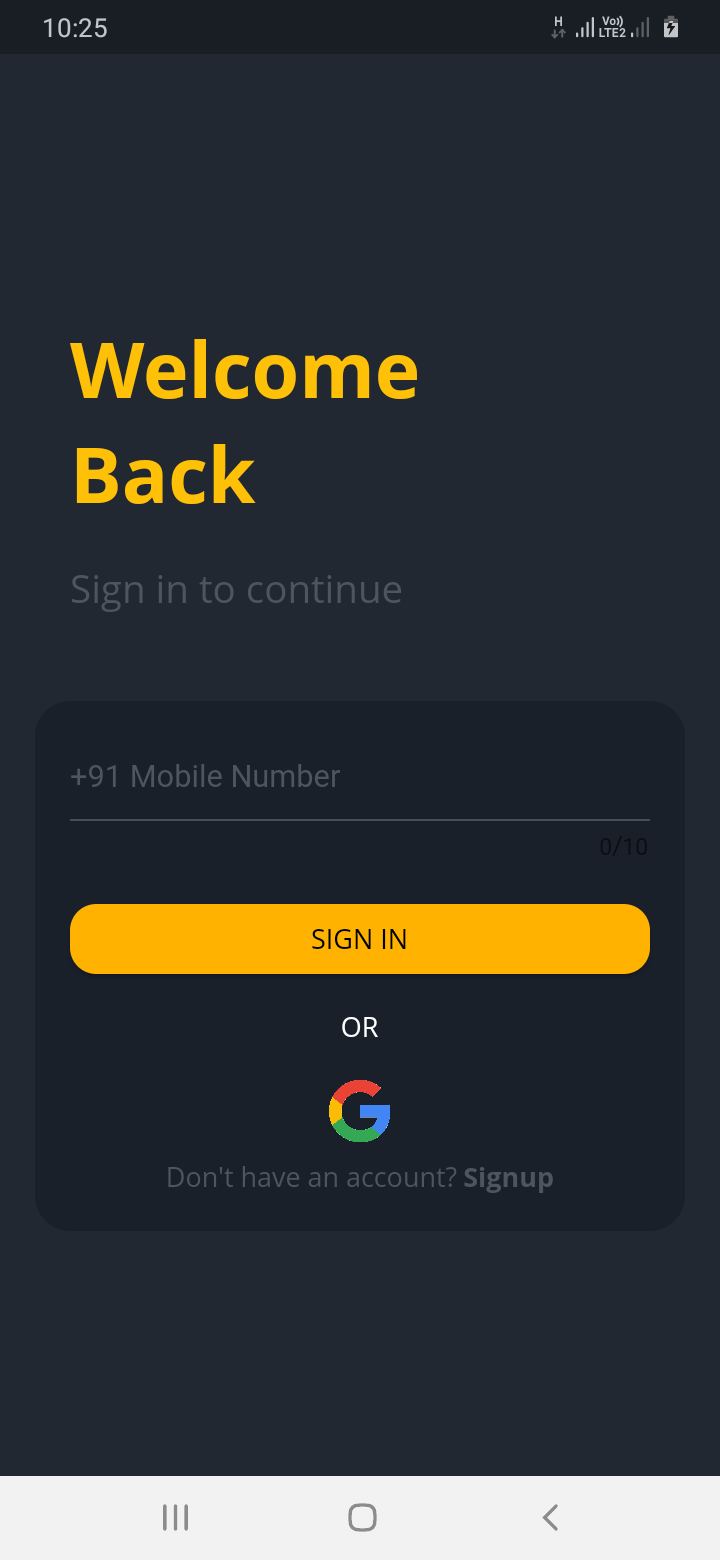 10:25
H
Vo))
LTE2
Welcome
Back
Sign in to continue
+91 Mobile Number
0/10
SIGN IN
OR
Don't have an account? Signup